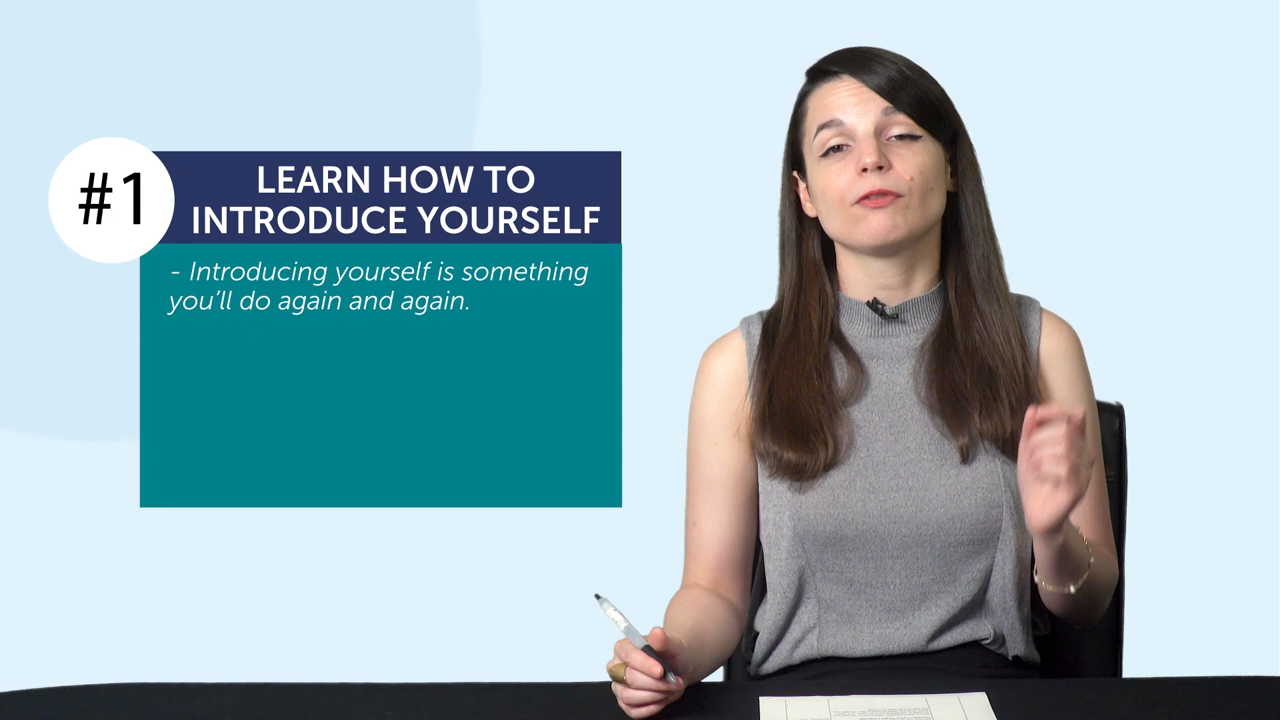 #1
LEARN HOW TO
INTRODUCE YOURSELF
- Introducing yourself is something
you'll do again and again.